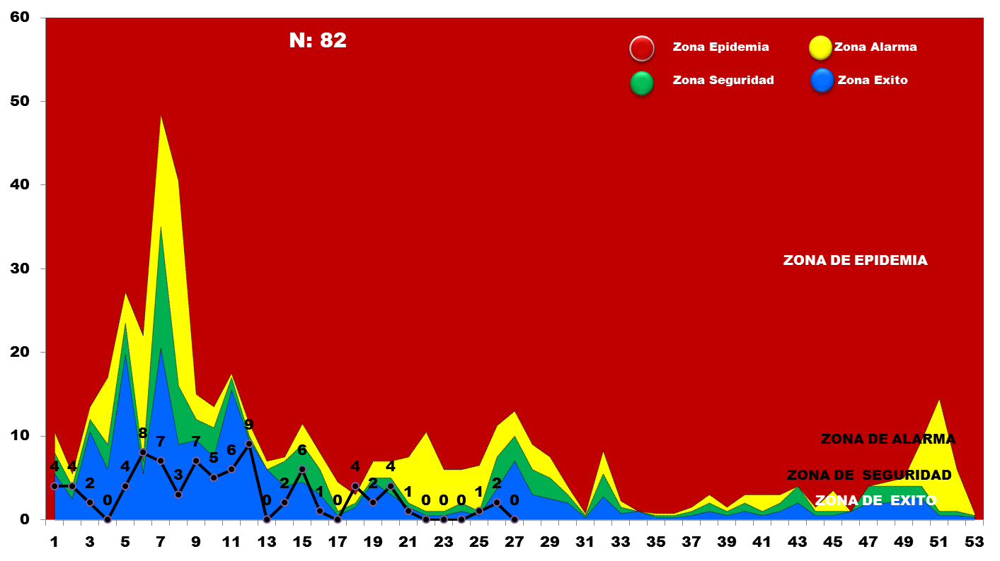 60
N: 82
Zona Epidemia
Zona Alarma
Zona Seguridad
Zona Exito
50
40
30
20
10
0
ZONA DE EPIDEMIA
ZONA DE ALARMA
ZONA DE  SEGURIDAD
ZONA DE  EXITO
4 4 2 0 4 8 7 3 7 5 6 9 0 2 6 1 0 4 2 4 1 0 0 0 1 2 0
1 3 5 7 9 11 13 15 17 19 21 23 25 27 29 31 33 35 37 39 41 43 45 47 49 51 53